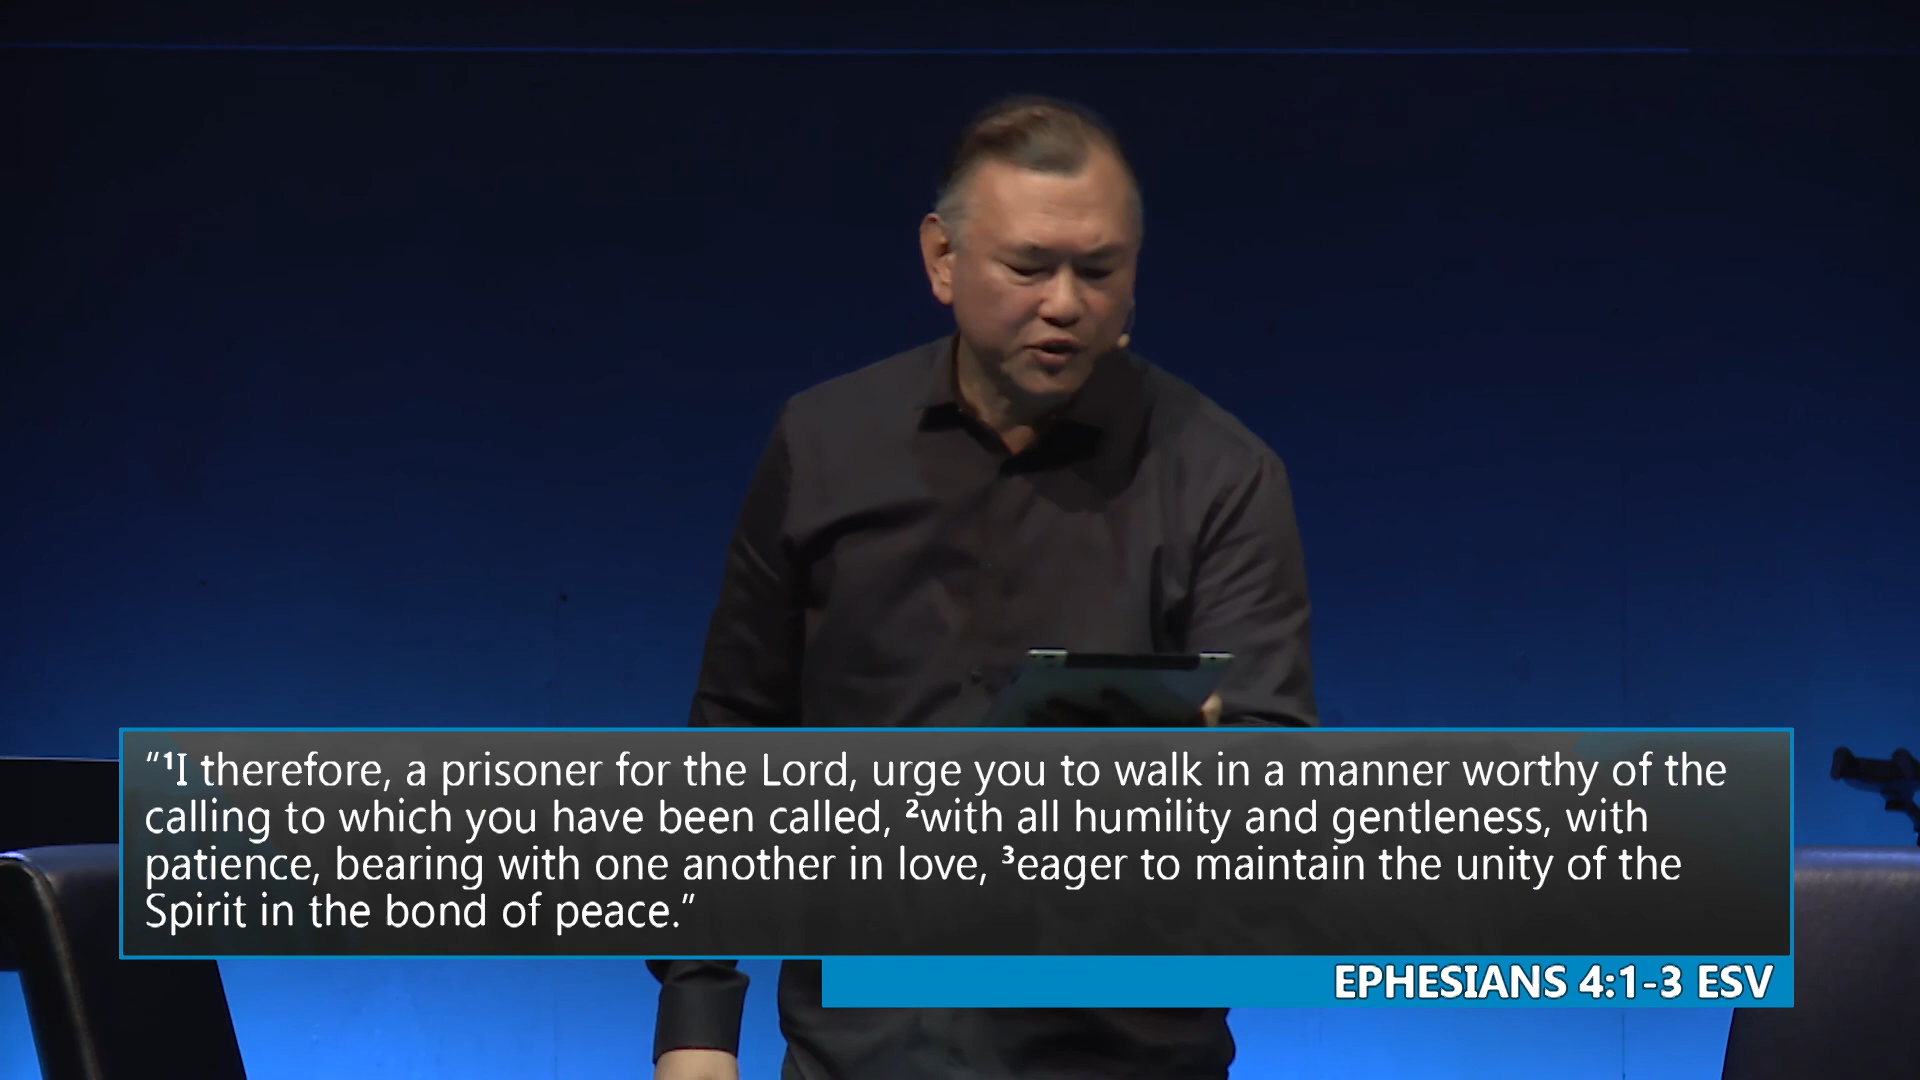 "¹I therefore, a prisoner for the Lord, urge you to walk in a manner worthy of the
calling to which you have been called, ²with all humility and gentleness, with
patience, bearing with one another in love, ³eager to maintain the unity of the
Spirit in the bond of peace."
EPHESIANS 4:1-3 ESV